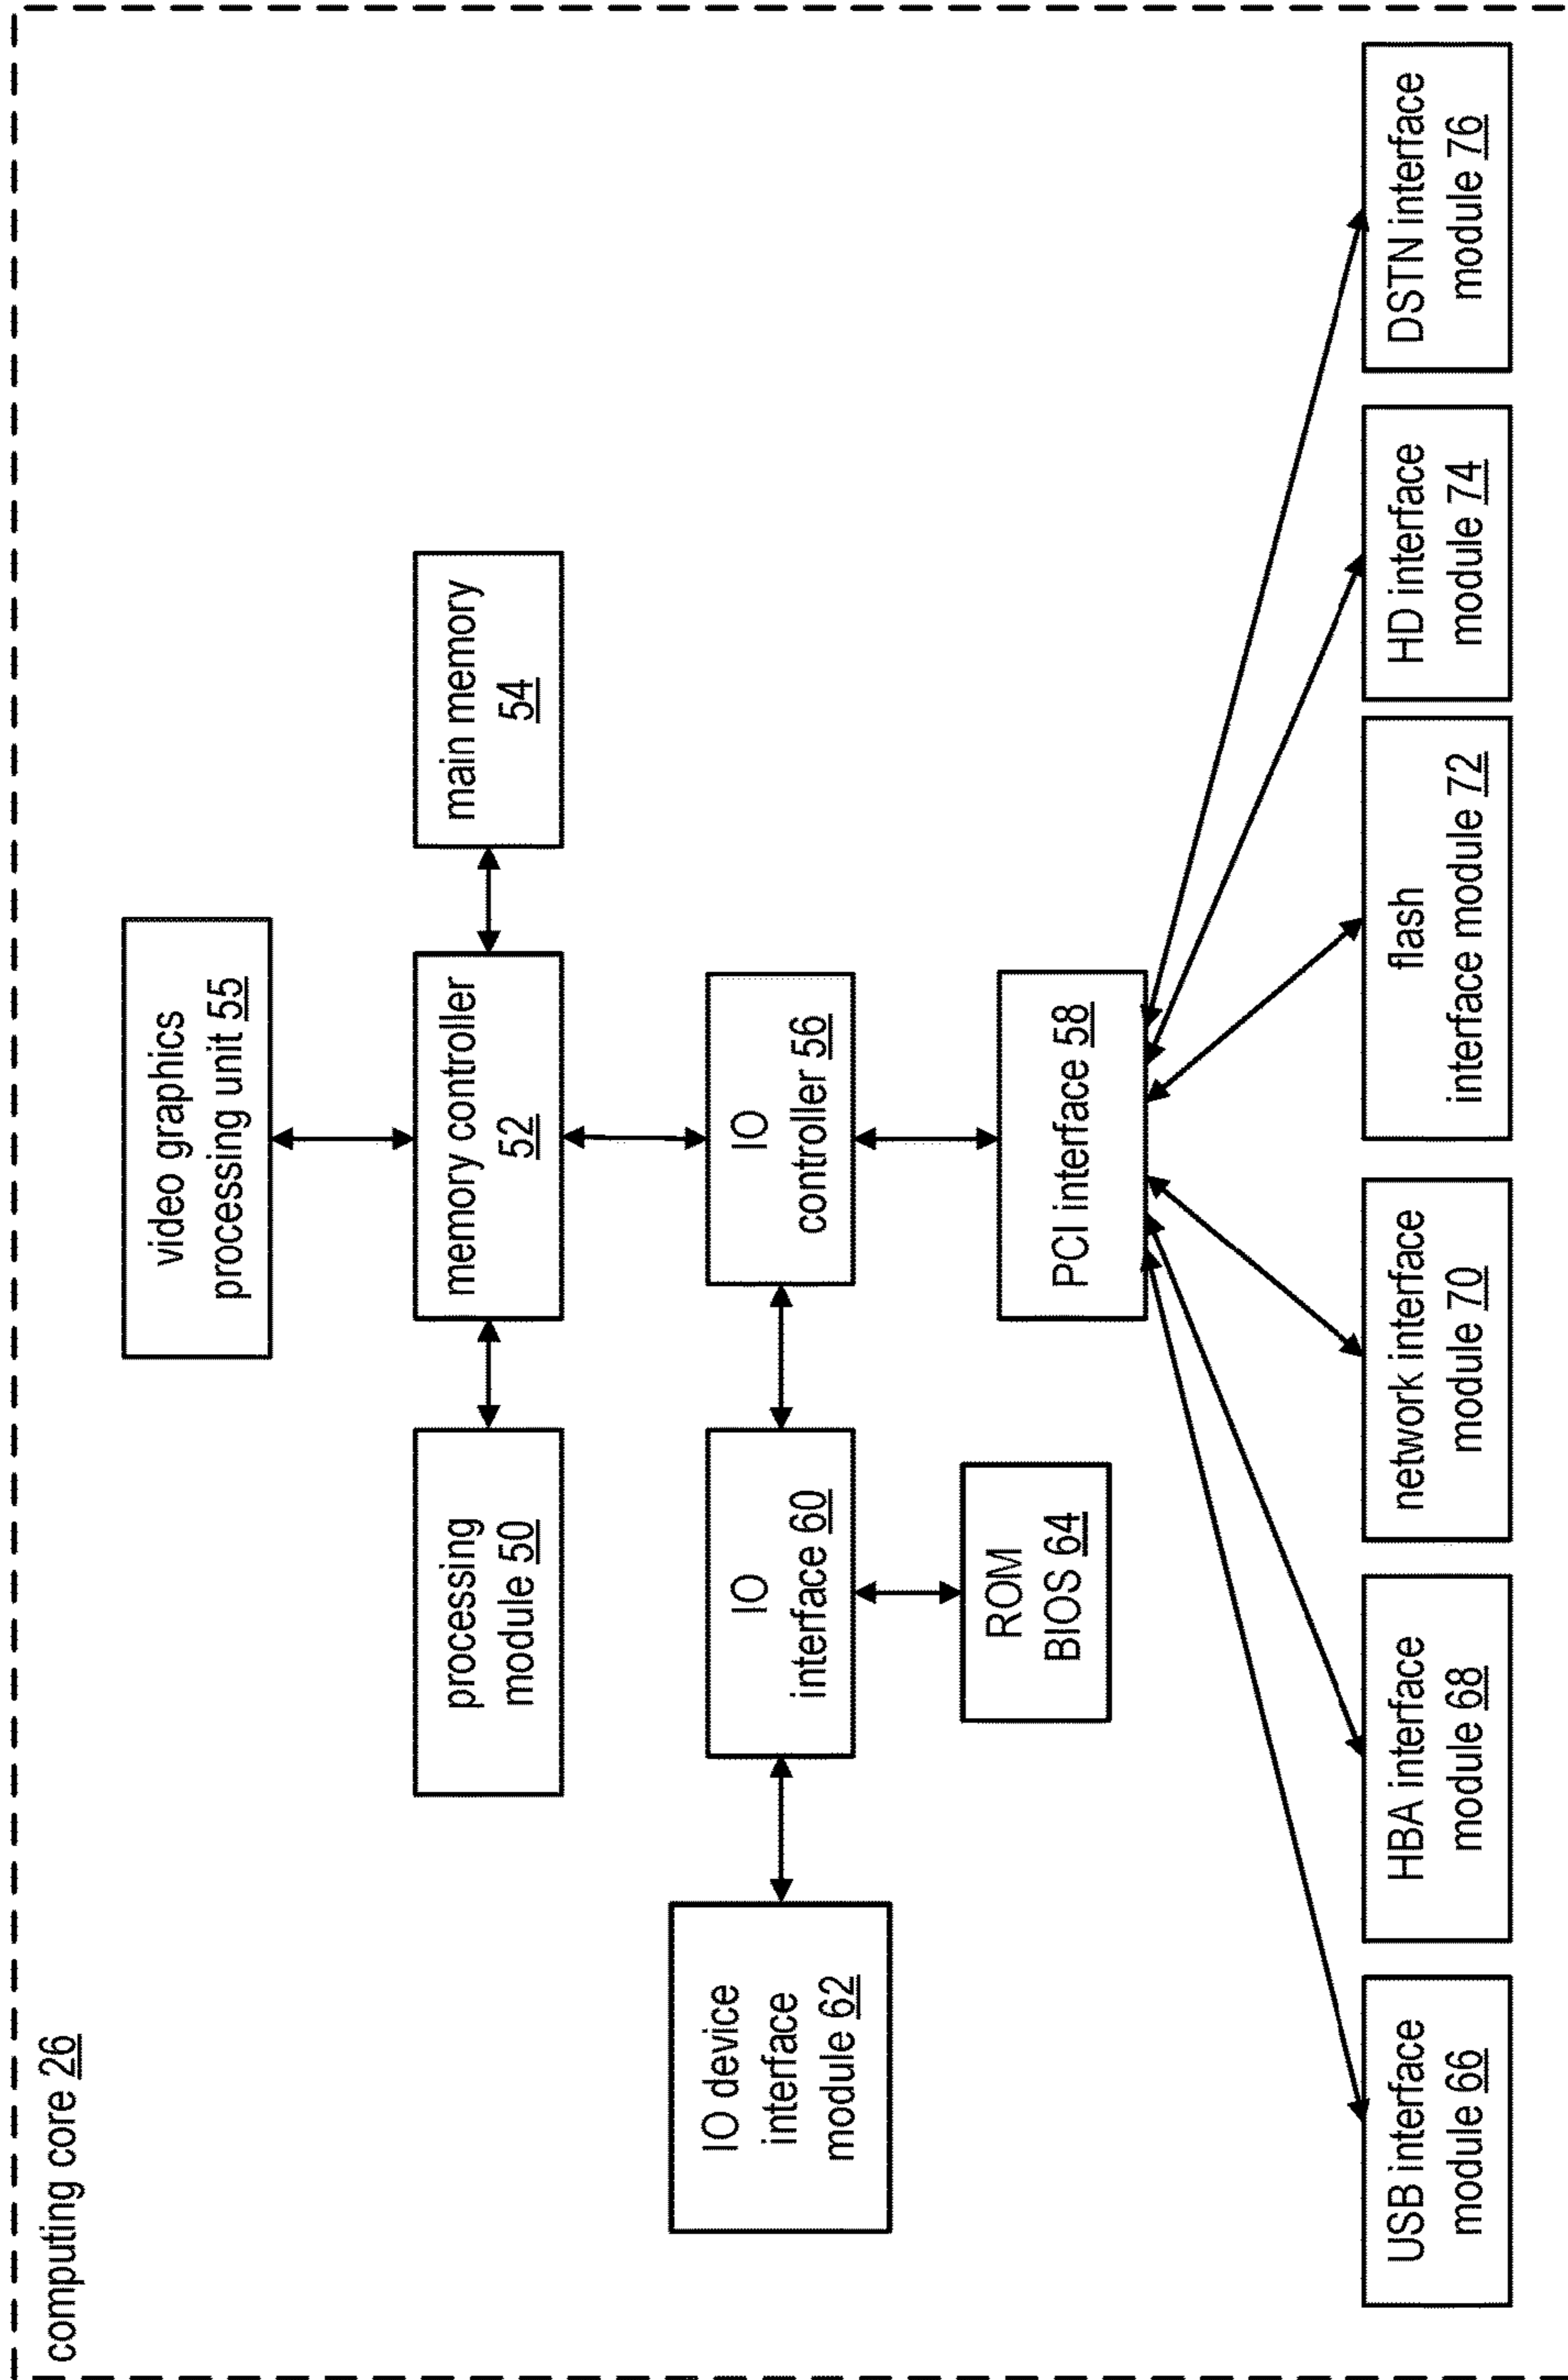 computing core 26
video graphics
processing unit 55
processing
module 50
memory controller
52
main memory
54
IO device
interface
module 62
IO
interface 60
IO
controller 56
ROM
BIOS 64
PCI interface 58
USB interface
module 66
HBA interface
module 68
network interface
module 70
flash
interface module 72
HD interface
module 74
DSTN interface
module 76